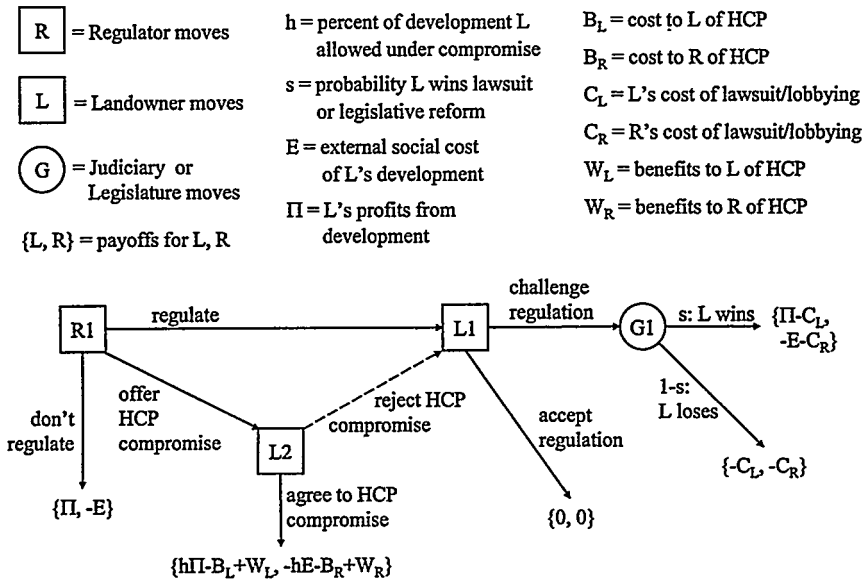 R = Regulator moves
L = Landowner moves
G = Judiciary or
Legislature moves
{L, R} = payoffs for L, R
h = percent of development L
allowed under compromise
s = probability L wins lawsuit
or legislative reform
E = external social cost
of L's development
Π = L's profits from
development
B_L = cost to L of HCP
B_R = cost to R of HCP
C_L = L's cost of lawsuit/lobbying
C_R = R's cost of lawsuit/lobbying
W_L = benefits to L of HCP
W_R = benefits to R of HCP
R1
regulate
L1
challenge
regulation
G1
s: L wins
{Π-C_L,
-E-C_R}
don't
regulate
offer
HCP
compromise
L2
reject HCP
compromise
accept
regulation
1-s:
L loses
{-C_L, -C_R}
{Π, -E}
agree to HCP
compromise
{0, 0}
{hΠ-B_L+W_L, -hE-B_R+W_R}